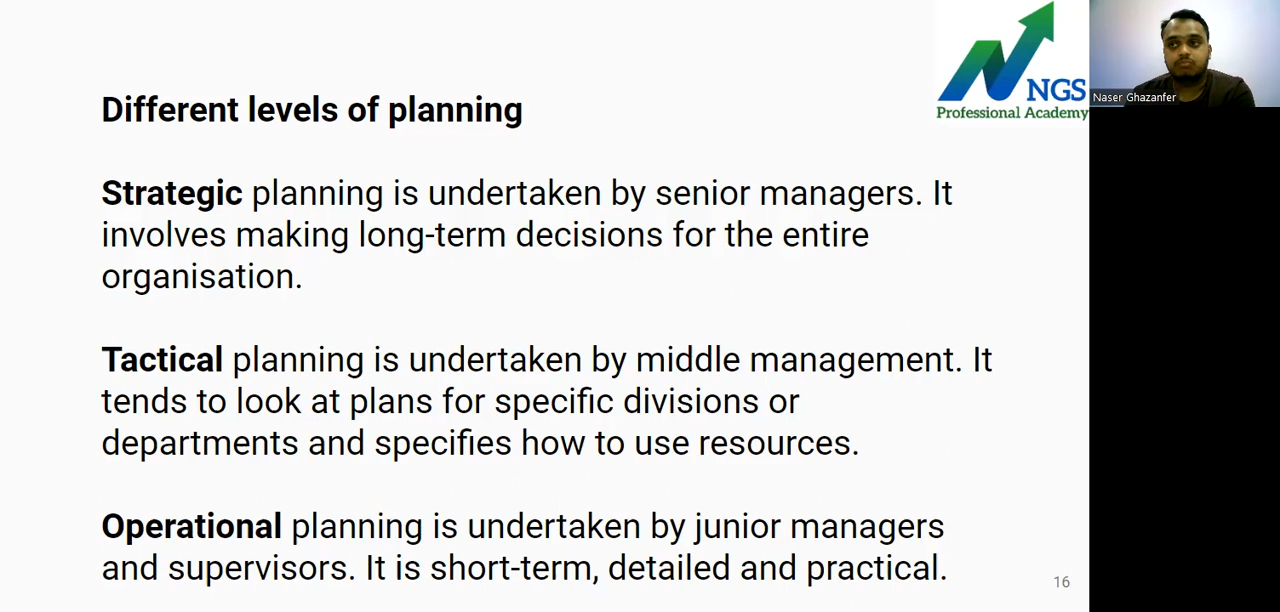 NGS
Professional Academy
Naser Ghazanfer
Different levels of planning
Strategic planning is undertaken by senior managers. It
involves making long-term decisions for the entire
organisation.
Tactical planning is undertaken by middle management. It
tends to look at plans for specific divisions or
departments and specifies how to use resources.
Operational planning is undertaken by junior managers
and supervisors. It is short-term, detailed and practical.
16